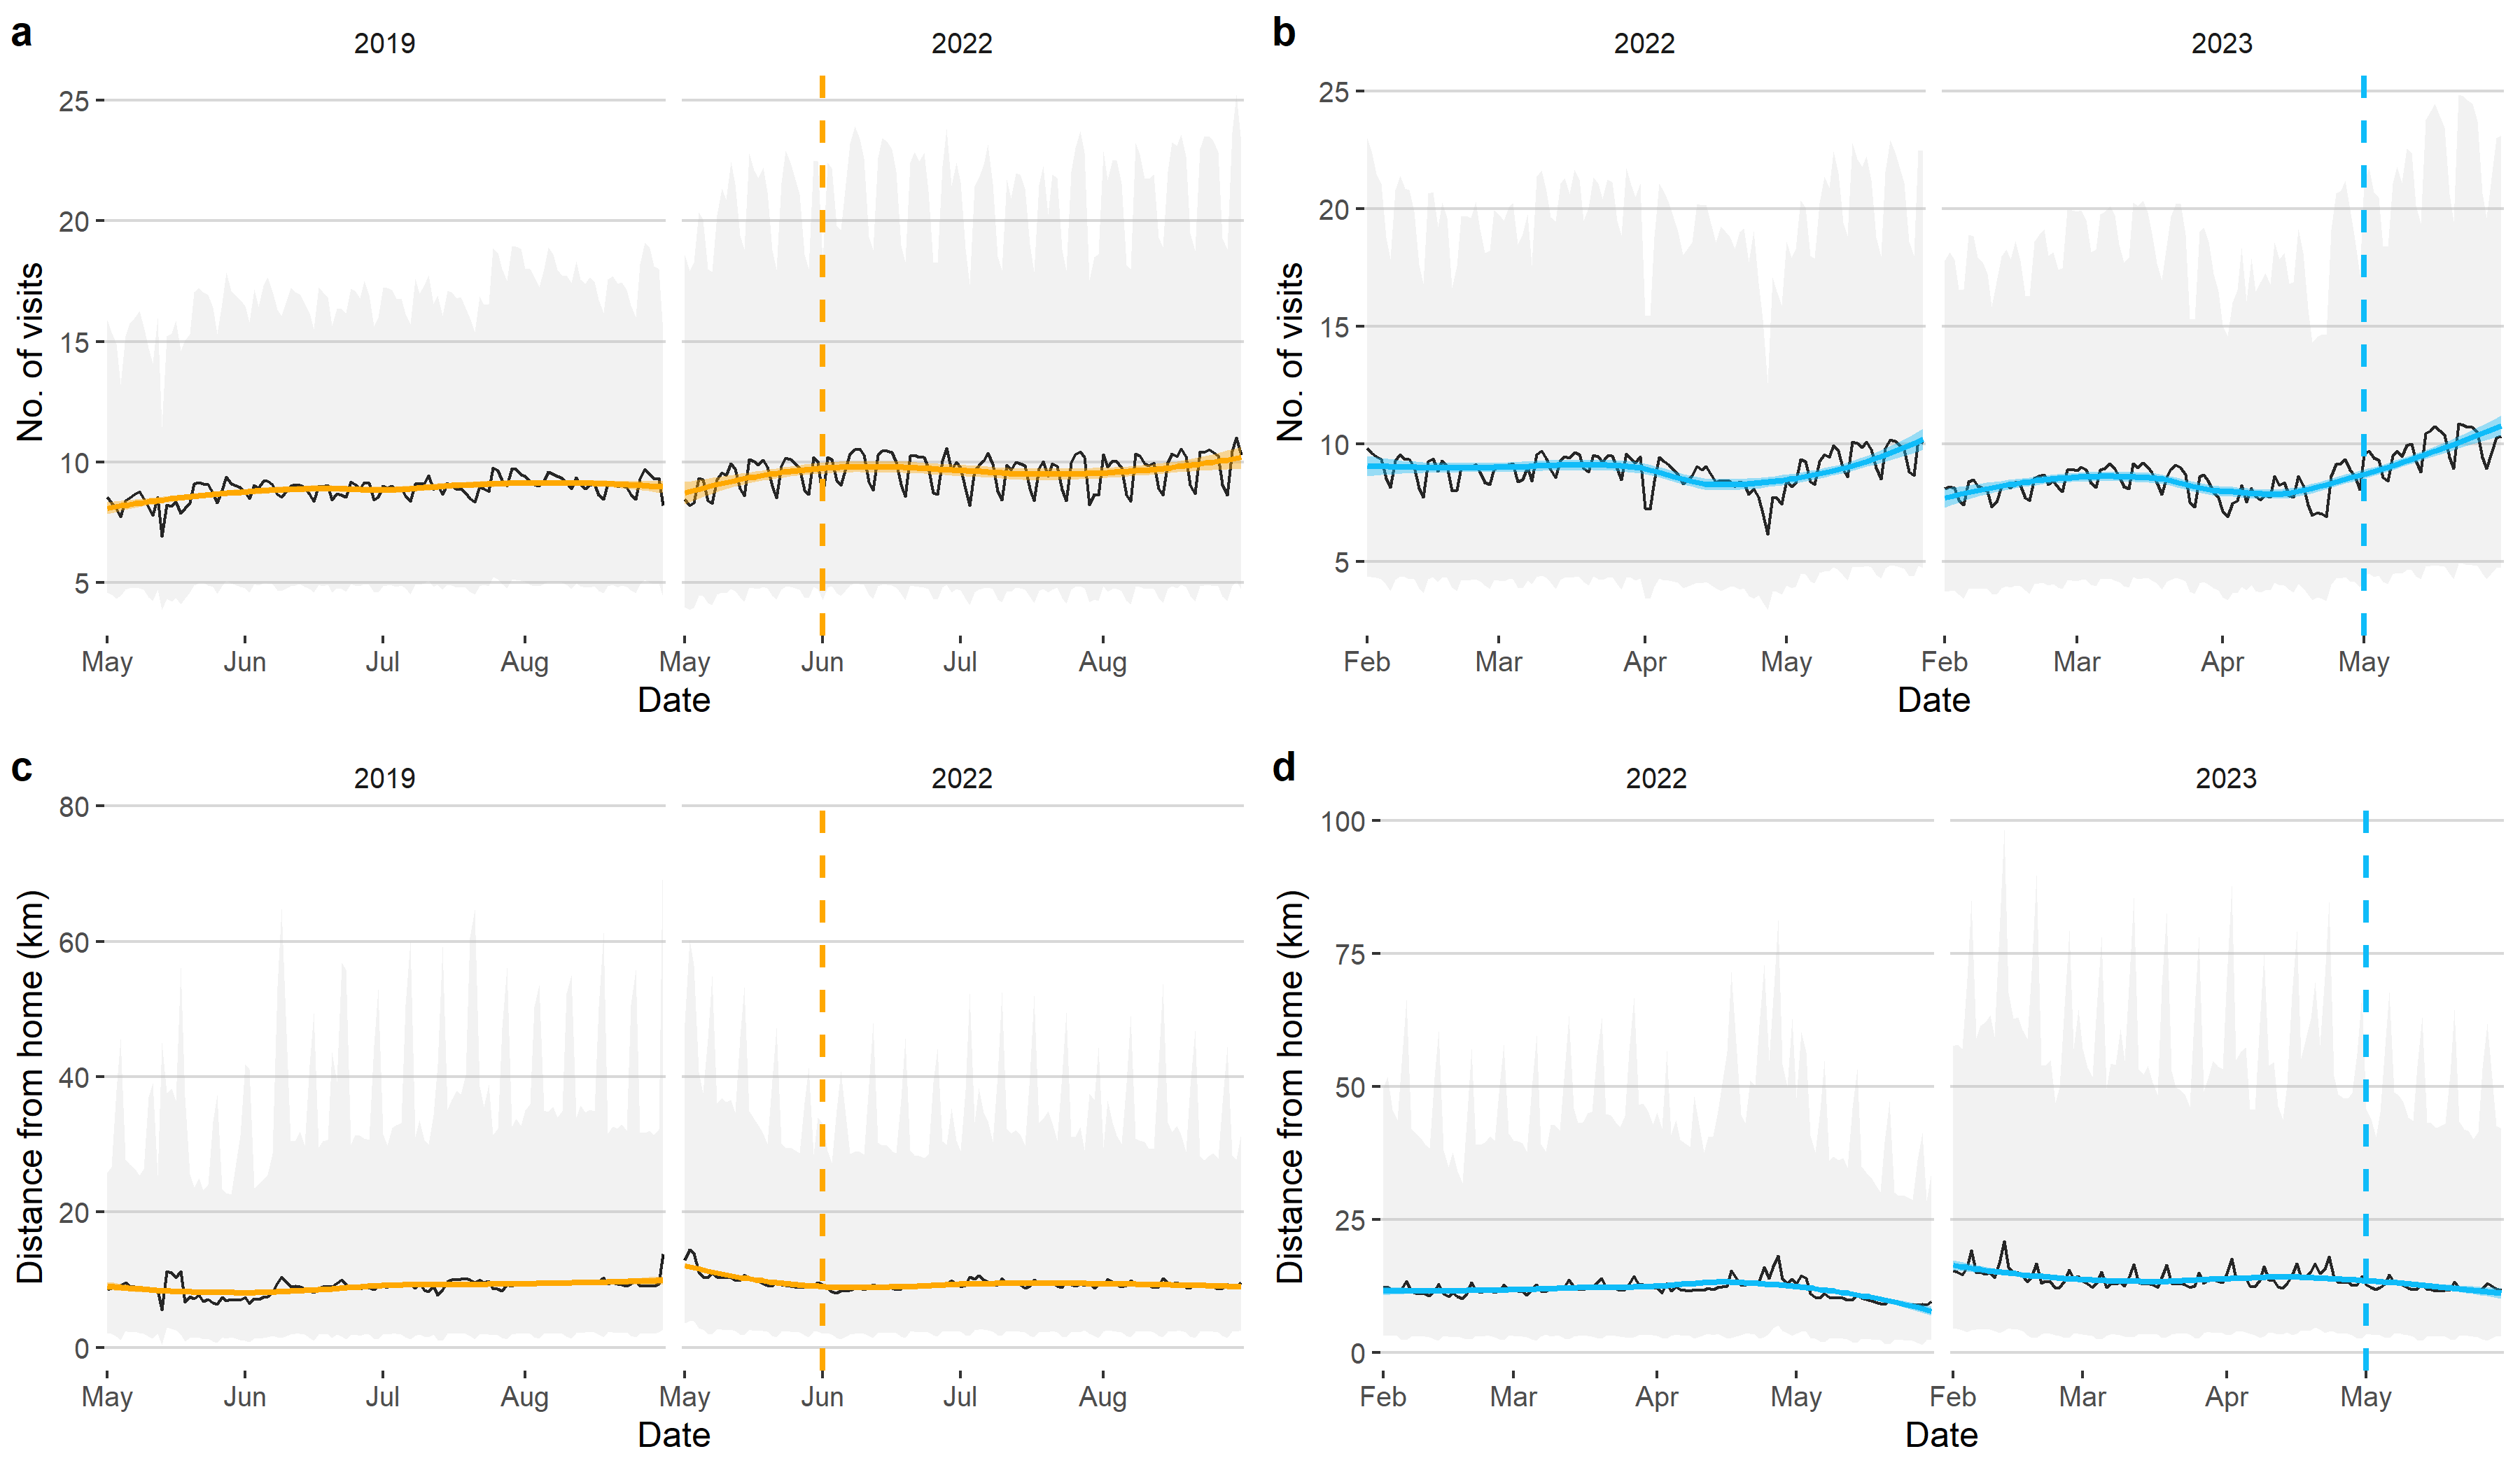 a
2019 2022
25
20
15
10
5
No. of visits
May Jun Jul Aug May Jun Jul Aug
Date
b
2022 2023
25
20
15
10
5
No. of visits
Feb Mar Apr May Feb Mar Apr May
Date
c
2019 2022
80
60
40
20
0
Distance from home (km)
May Jun Jul Aug May Jun Jul Aug
Date
d
2022 2023
100
75
50
25
0
Distance from home (km)
Feb Mar Apr May Feb Mar Apr May
Date